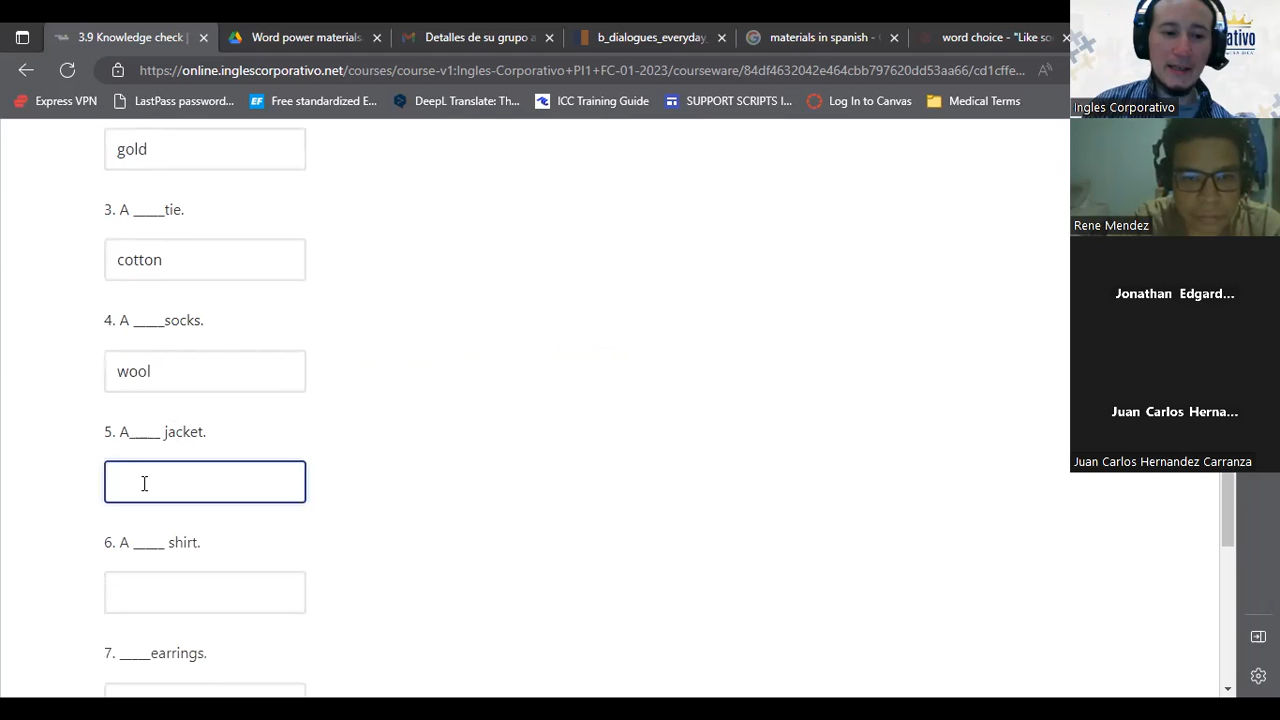 3.9 Knowledge check |
Word power materials.
Detalles de su grupo a
b_dialogues_everyday_
materials in spanish -
word choice - "Like so
https://online.inglescorporativo.net/courses/course-v1:Ingles-Corporativo+PI1+FC-01-2023/courseware/84df4632042e464cbb797620dd53aa66/cd1cffe...
Express VPN
LastPass password...
Free standardized E...
DeepL Translate: Th...
ICC Training Guide
SUPPORT SCRIPTS I...
Log In to Canvas
Medical Terms
gold
3. A _____tie.
cotton
4. A _____socks.
wool
5. A_____ jacket.
6. A _____ shirt.
7. _____earrings.
Ingles Corporativo
Rene Mendez
Jonathan Edgard...
Juan Carlos Herna...
Juan Carlos Hernandez Carranza